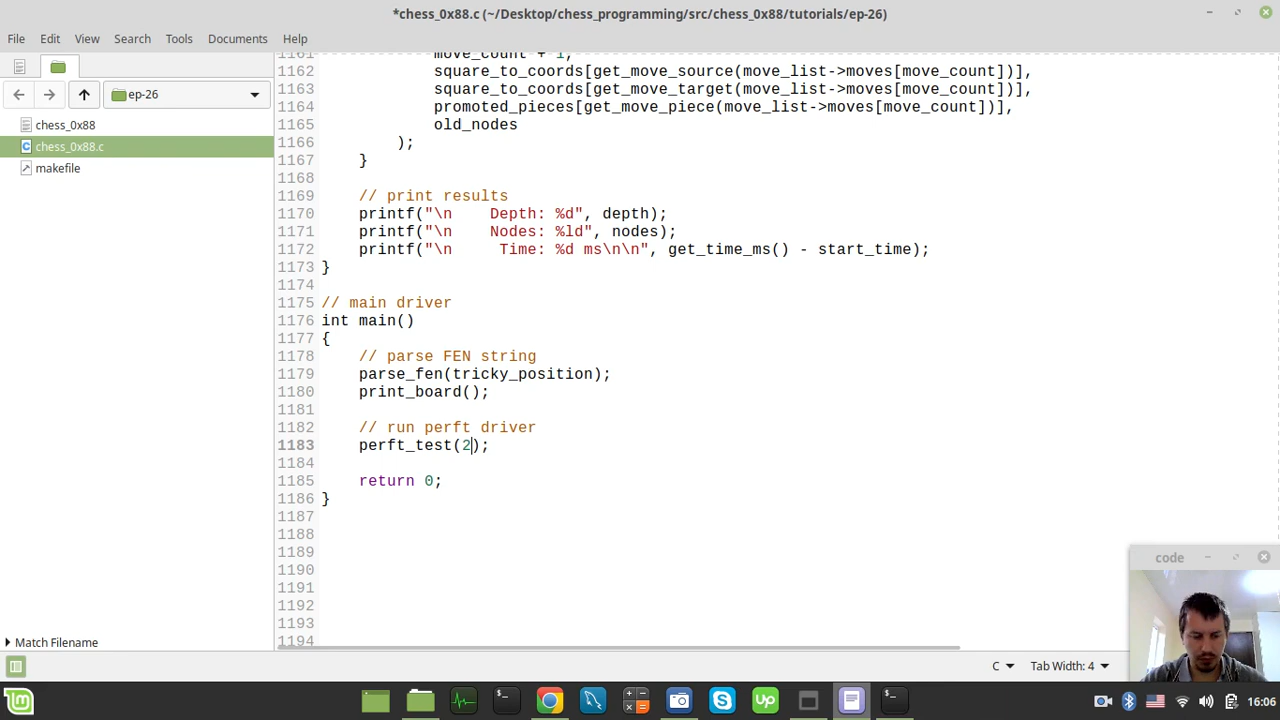 *chess_0x88.c (~/Desktop/chess_programming/src/chess_0x88/tutorials/ep-26)
File Edit View Search Tools Documents Help
ep-26
chess_0x88
chess_0x88.c
makefile
Match Filename
1161 move_count + 1,
1162 square_to_coords[get_move_source(move_list->moves[move_count])],
1163 square_to_coords[get_move_target(move_list->moves[move_count])],
1164 promoted_pieces[get_move_piece(move_list->moves[move_count])],
1165 old_nodes
1166 );
1167 }
1168
1169 // print results
1170 printf("\n    Depth: %d", depth);
1171 printf("\n    Nodes: %ld", nodes);
1172 printf("\n     Time: %d ms\n\n", get_time_ms() - start_time);
1173 }
1174
1175 // main driver
1176 int main()
1177 {
1178 // parse FEN string
1179 parse_fen(tricky_position);
1180 print_board();
1181
1182 // run perft driver
1183 perft_test(2);
1184
1185 return 0;
1186 }
1187
1188
1189
1190
1191
1192
1193
1194
code
C Tab Width: 4
Up
16:06